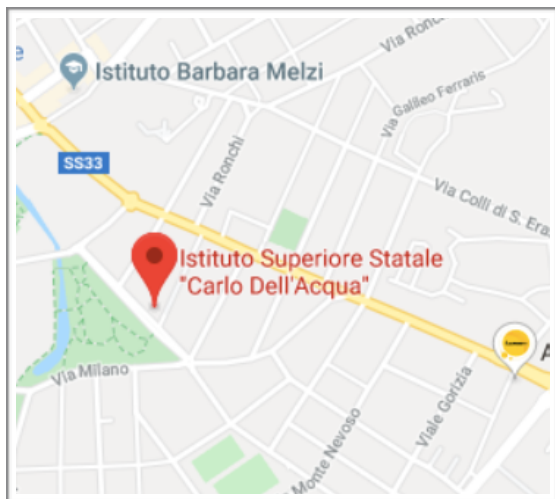 Via Ronchi
Istituto Barbara Melzi
Via Galileo Ferraris
SS33
Via Ronchi
Via Colli di S. Eras
Istituto Superiore Statale
"Carlo Dell'Acqua"
A
Via Milano
Viale Gorizia
Monte Nevoso